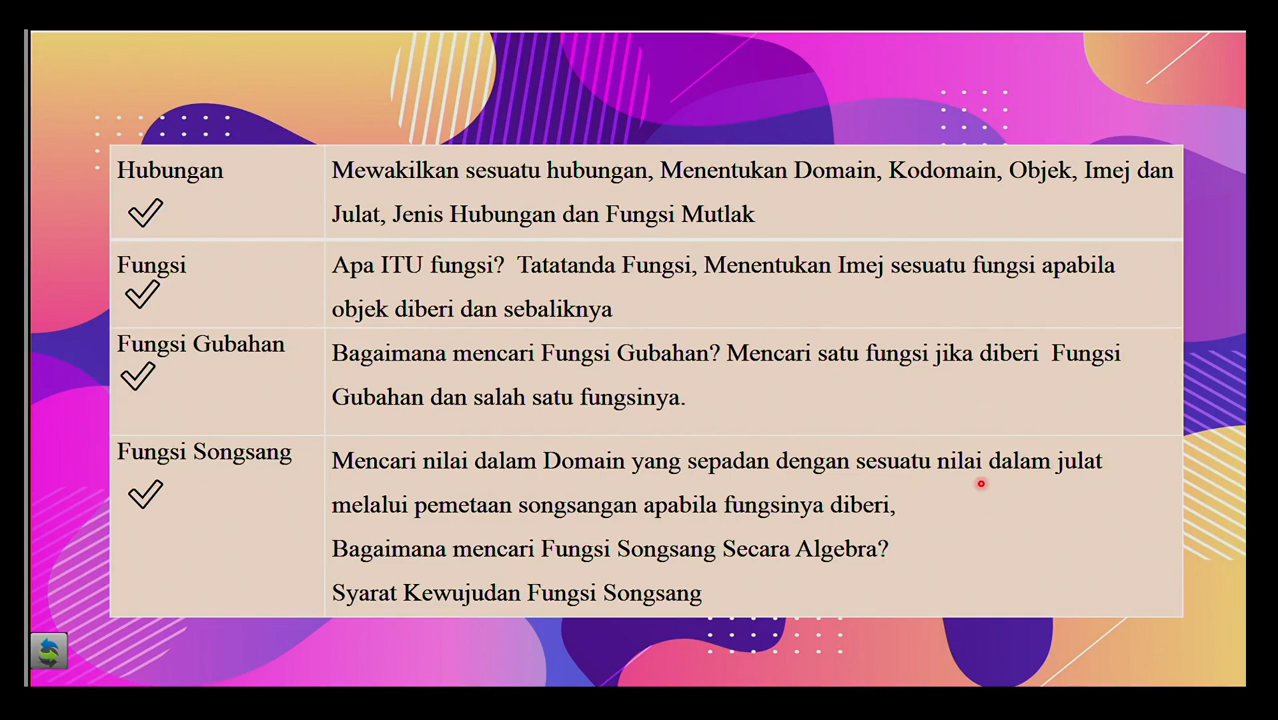 Hubungan
Mewakilkan sesuatu hubungan, Menentukan Domain, Kodomain, Objek, Imej dan
Julat, Jenis Hubungan dan Fungsi Mutlak
Fungsi
Apa ITU fungsi? Tatatanda Fungsi, Menentukan Imej sesuatu fungsi apabila
objek diberi dan sebaliknya
Fungsi Gubahan
Bagaimana mencari Fungsi Gubahan? Mencari satu fungsi jika diberi Fungsi
Gubahan dan salah satu fungsinya.
Fungsi Songsang
Mencari nilai dalam Domain yang sepadan dengan sesuatu nilai dalam julat
melalui pemetaan songsangan apabila fungsinya diberi,
Bagaimana mencari Fungsi Songsang Secara Algebra?
Syarat Kewujudan Fungsi Songsang